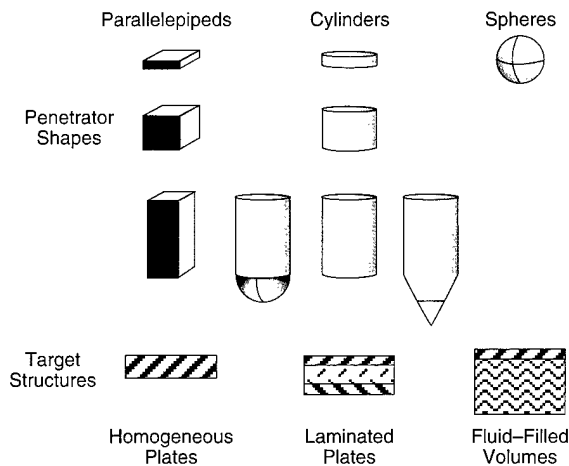 Parallelepipeds
Cylinders
Spheres
Penetrator
Shapes
Target
Structures
Homogeneous
Plates
Laminated
Plates
Fluid–Filled
Volumes